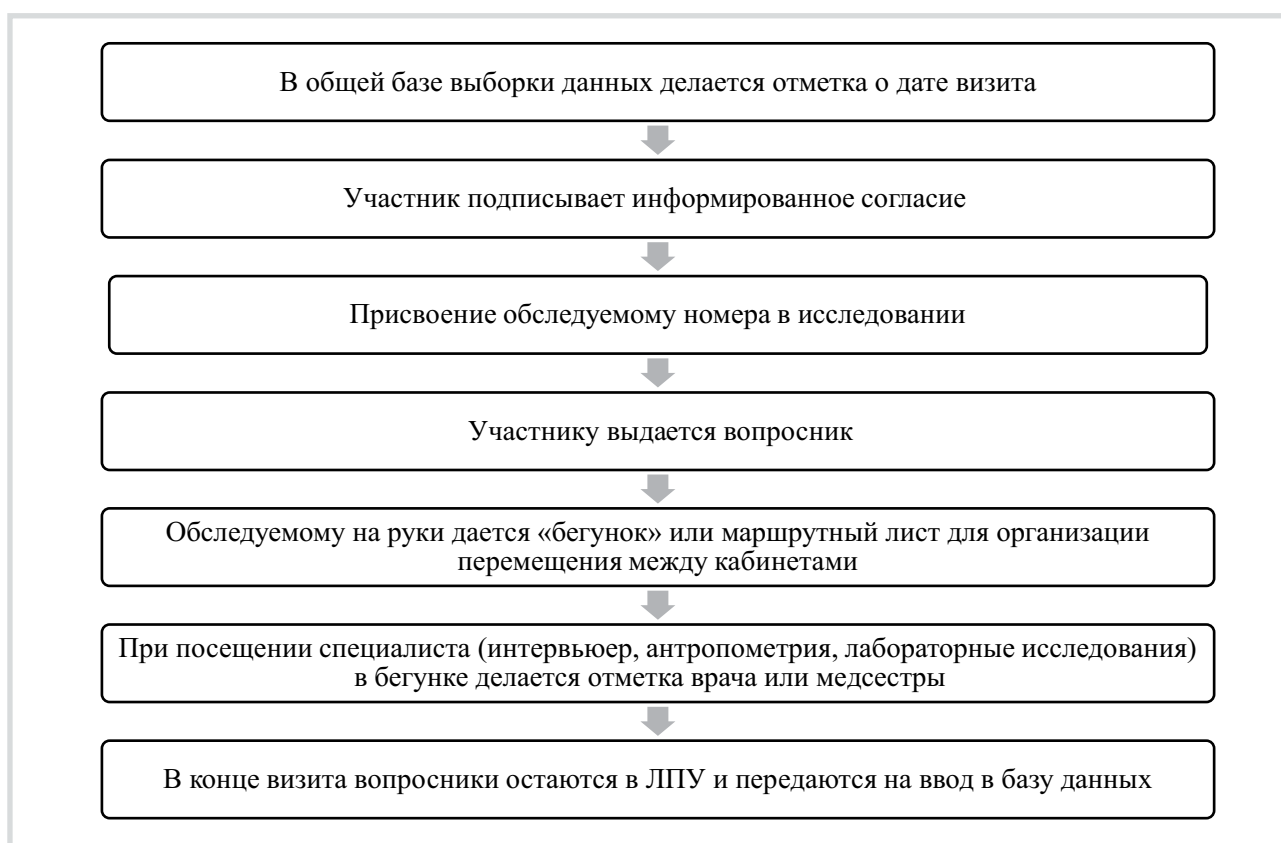 В общей базе выборки данных делается отметка о дате визита
Участник подписывает информированное согласие
Присвоение обследуемому номера в исследовании
Участнику выдается вопросник
Обследуемому на руки дается «бегунок» или маршрутный лист для организации
перемещения между кабинетами
При посещении специалиста (интервьюер, антропометрия, лабораторные исследования)
в бегунке делается отметка врача или медсестры
В конце визита вопросники остаются в ЛПУ и передаются на ввод в базу данных